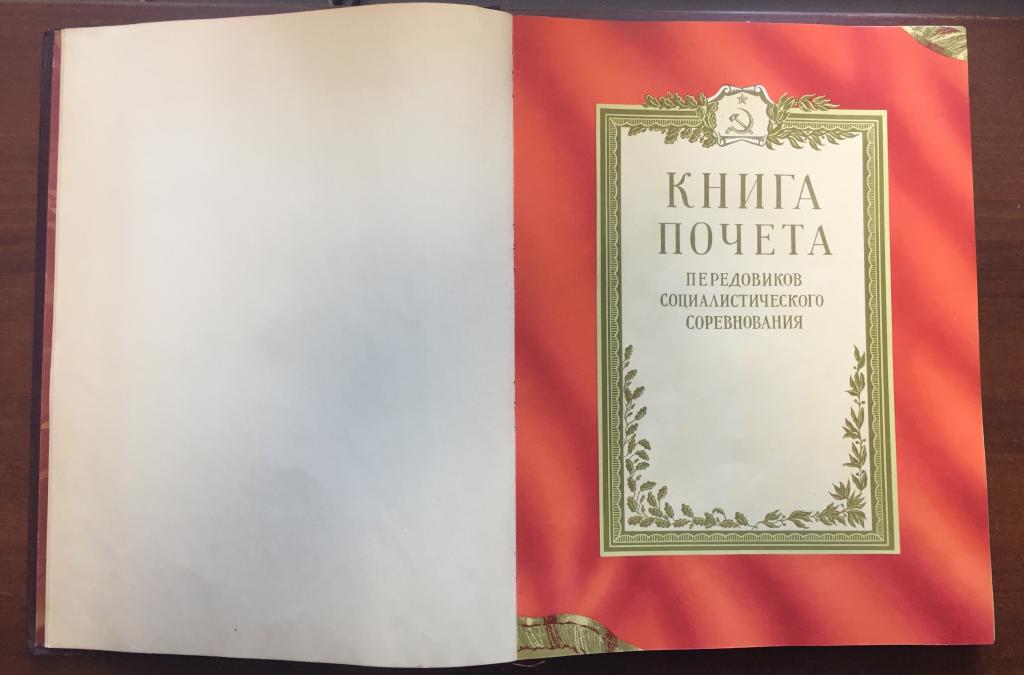 КНИГА
ПОЧЕТА
ПЕРЕДОВИКОВ
СОЦИАЛИСТИЧЕСКОГО
СОРЕВНОВАНИЯ